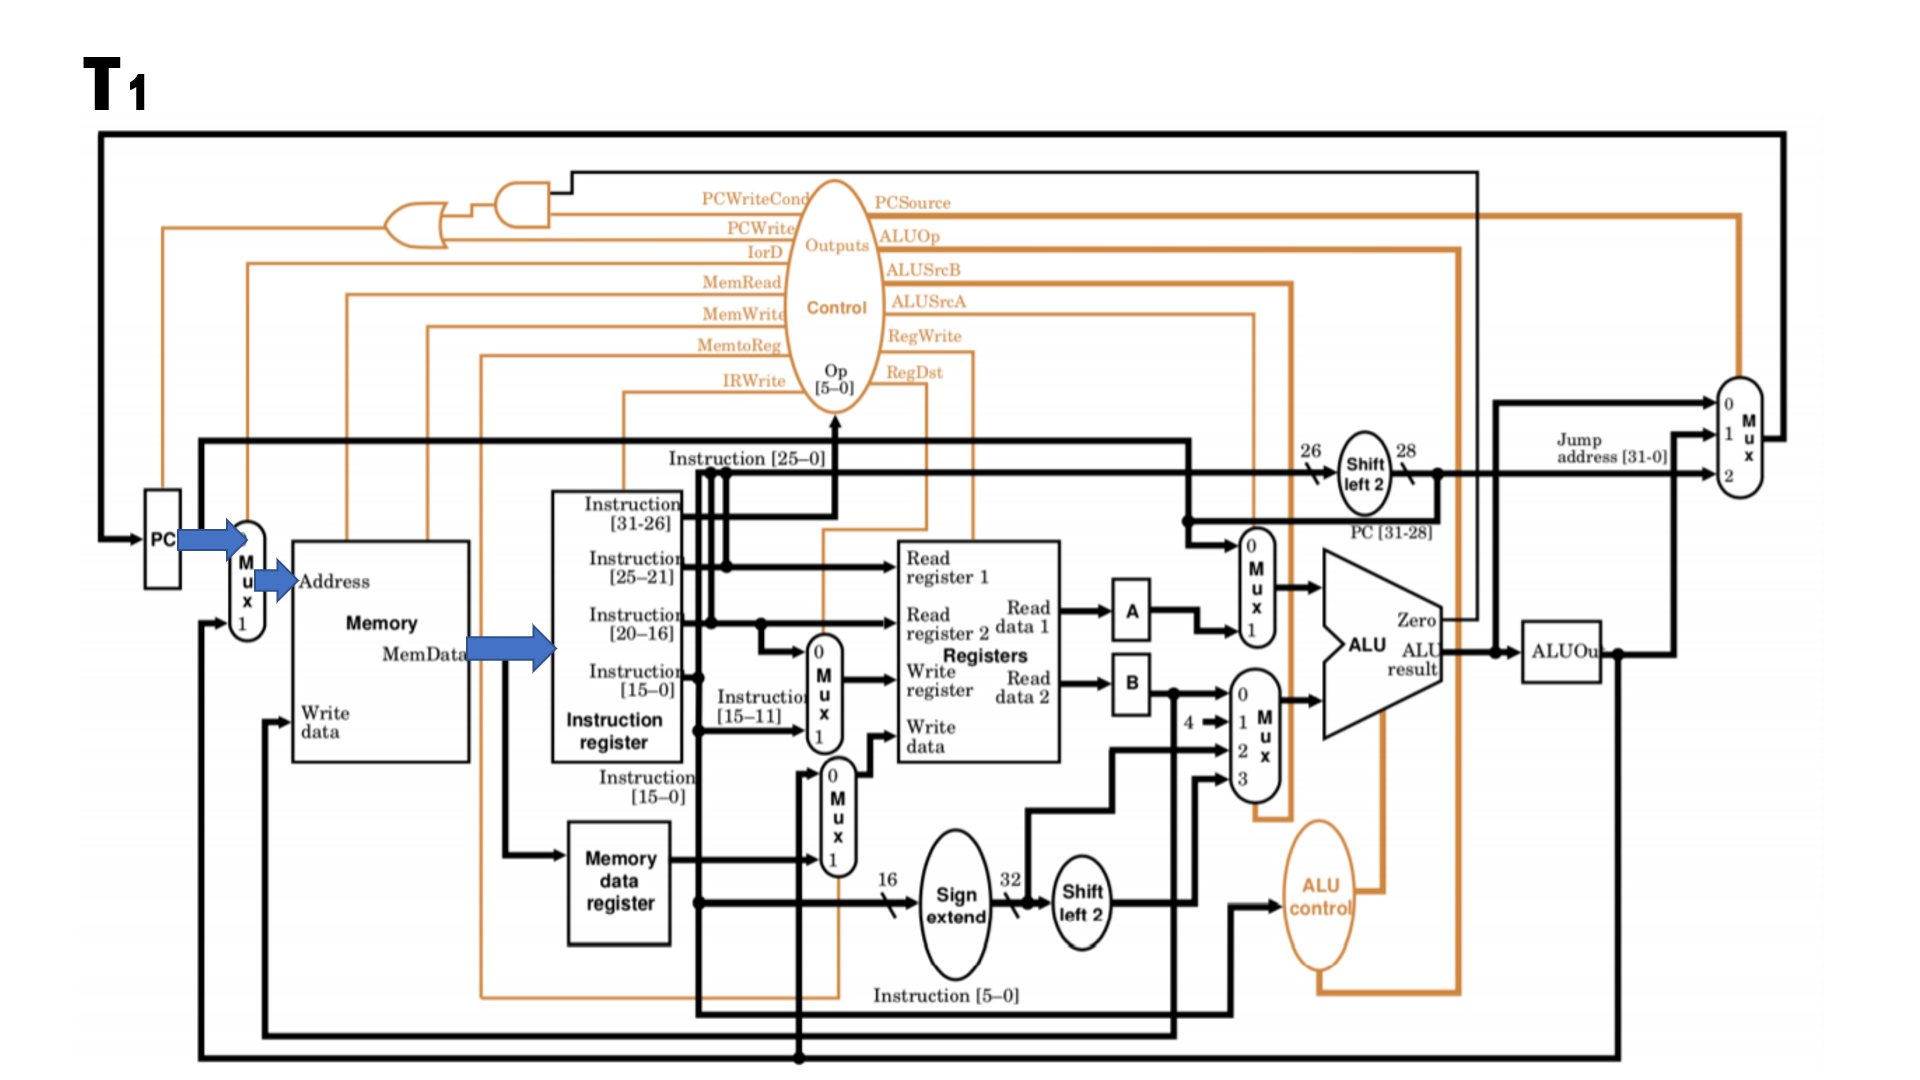 T1
PCWriteCond
PCWrite
IorD
MemRead
MemWrite
MemtoReg
IRWrite
Outputs
Control
Op
[5–0]
PCSource
ALUOp
ALUSrcB
ALUSrcA
RegWrite
RegDst
Instruction [25–0]
26
Shift
left 2
28
Jump
address [31-0]
PC [31-28]
0
1
2
M
u
x
PC
M
u
x
1
Address
Memory
MemData
Write
data
Instruction
[31-26]
Instruction
[25–21]
Instruction
[20–16]
Instruction
[15–0]
Instruction
register
Instruction
[15–11]
Instruction
[15–0]
0
M
u
x
1
Read
register 1
Read
register 2
Registers
Write
register
Write
data
Read
data 1
Read
data 2
A
B
0
M
u
x
1
0
4
1
2
3
M
u
x
Zero
ALU
ALU
result
ALUOu
Memory
data
register
0
M
u
x
1
16
Sign
extend
32
Shift
left 2
ALU
control
Instruction [5–0]